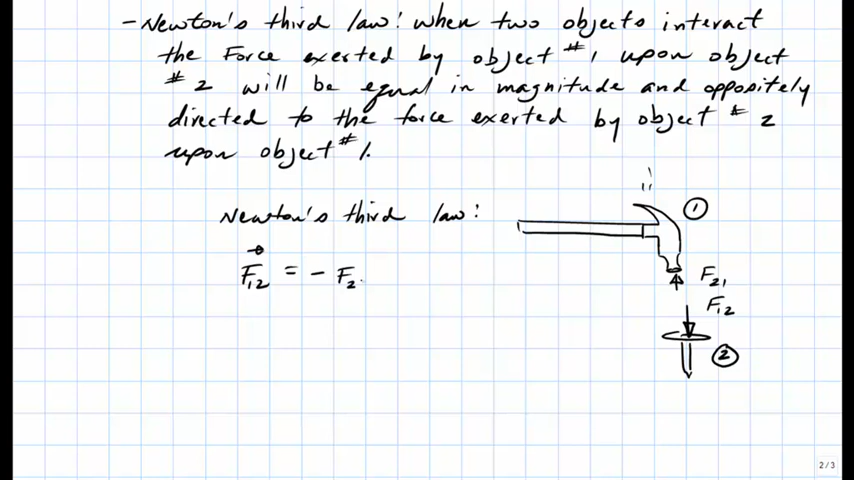 - Newton's third law: when two objects interact
the Force exerted by object #1 upon object
#2 will be equal in magnitude and oppositely
directed to the force exerted by object #2
upon object #1.
Newton's third law:
F₁₂ = - F₂
1
F₂₁
F₁₂
2
2/3